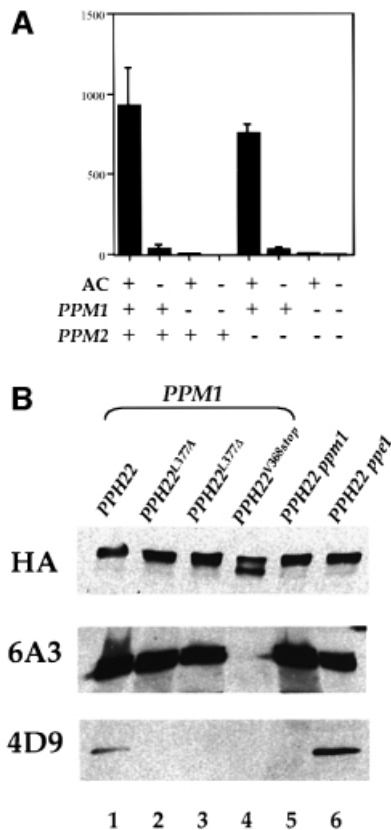 A
1500
1000
500
0
AC + - + - + - + -
PPM1 + + - - + + - -
PPM2 + + + + - - - -
B
PPM1
PPH22 PPH22L377A PPH22L377Δ PPH22V368stop PPH22 ppm1 PPH22 ppe1
HA
6A3
4D9
1 2 3 4 5 6